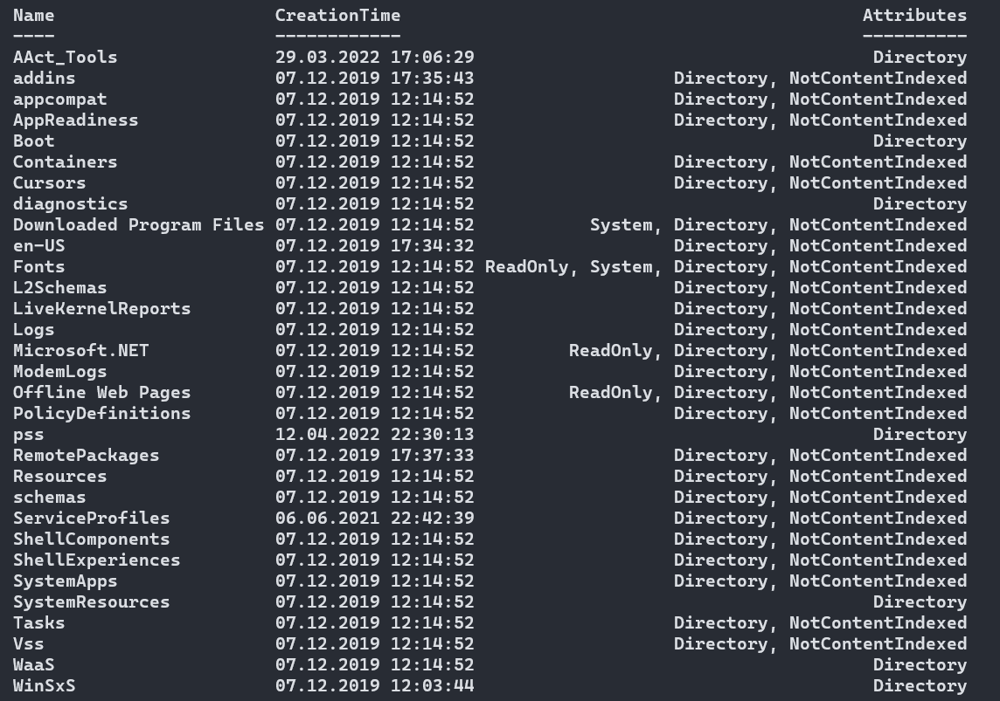 Name CreationTime Attributes
---- ------------ ----------
AAct_Tools 29.03.2022 17:06:29 Directory
addins 07.12.2019 17:35:43 Directory, NotContentIndexed
appcompat 07.12.2019 12:14:52 Directory, NotContentIndexed
AppReadiness 07.12.2019 12:14:52 Directory, NotContentIndexed
Boot 07.12.2019 12:14:52 Directory
Containers 07.12.2019 12:14:52 Directory, NotContentIndexed
Cursors 07.12.2019 12:14:52 Directory, NotContentIndexed
diagnostics 07.12.2019 12:14:52 Directory
Downloaded Program Files 07.12.2019 12:14:52 System, Directory, NotContentIndexed
en-US 07.12.2019 17:34:32 Directory, NotContentIndexed
Fonts 07.12.2019 12:14:52 ReadOnly, System, Directory, NotContentIndexed
L2Schemas 07.12.2019 12:14:52 Directory, NotContentIndexed
LiveKernelReports 07.12.2019 12:14:52 Directory, NotContentIndexed
Logs 07.12.2019 12:14:52 Directory, NotContentIndexed
Microsoft.NET 07.12.2019 12:14:52 ReadOnly, Directory, NotContentIndexed
ModemLogs 07.12.2019 12:14:52 Directory, NotContentIndexed
Offline Web Pages 07.12.2019 12:14:52 ReadOnly, Directory, NotContentIndexed
PolicyDefinitions 07.12.2019 12:14:52 Directory, NotContentIndexed
pss 12.04.2022 22:30:13 Directory
RemotePackages 07.12.2019 17:37:33 Directory, NotContentIndexed
Resources 07.12.2019 12:14:52 Directory, NotContentIndexed
schemas 07.12.2019 12:14:52 Directory, NotContentIndexed
ServiceProfiles 06.06.2021 22:42:39 Directory, NotContentIndexed
ShellComponents 07.12.2019 12:14:52 Directory, NotContentIndexed
ShellExperiences 07.12.2019 12:14:52 Directory, NotContentIndexed
SystemApps 07.12.2019 12:14:52 Directory, NotContentIndexed
SystemResources 07.12.2019 12:14:52 Directory
Tasks 07.12.2019 12:14:52 Directory, NotContentIndexed
Vss 07.12.2019 12:14:52 Directory, NotContentIndexed
WaaS 07.12.2019 12:14:52 Directory
WinSxS 07.12.2019 12:03:44 Directory